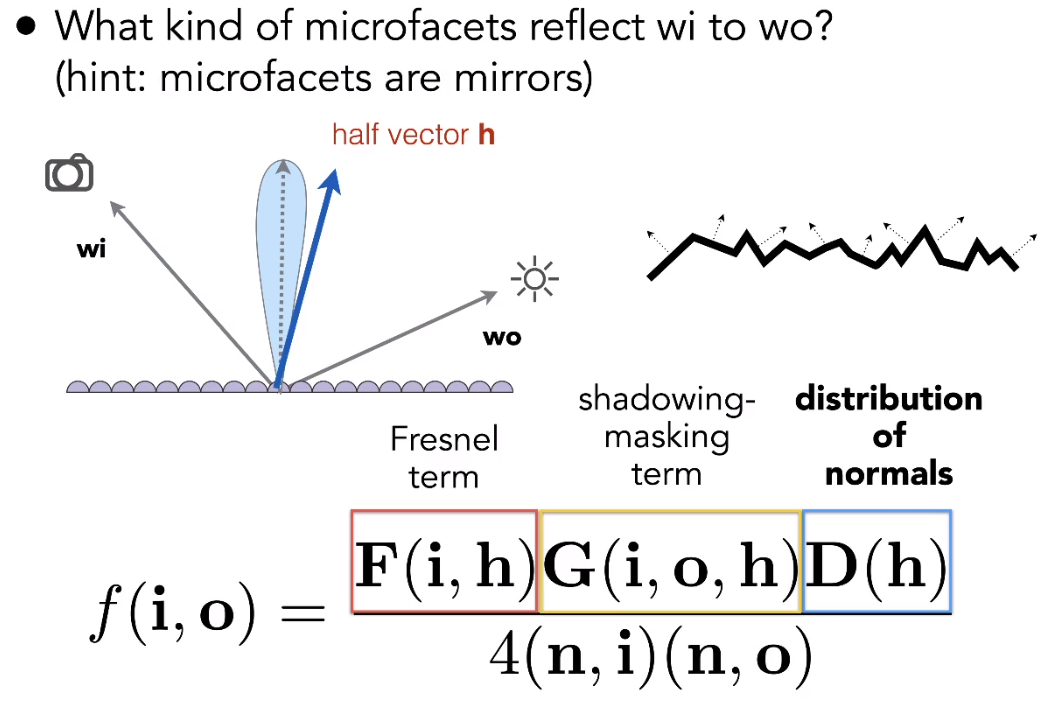 • What kind of microfacets reflect wi to wo?
(hint: microfacets are mirrors)
half vector h
wi
wo
Fresnel
term
shadowing-
masking
term
distribution
of
normals
f(i, o) = F(i, h)G(i, o, h)D(h)
4(n, i)(n, o)